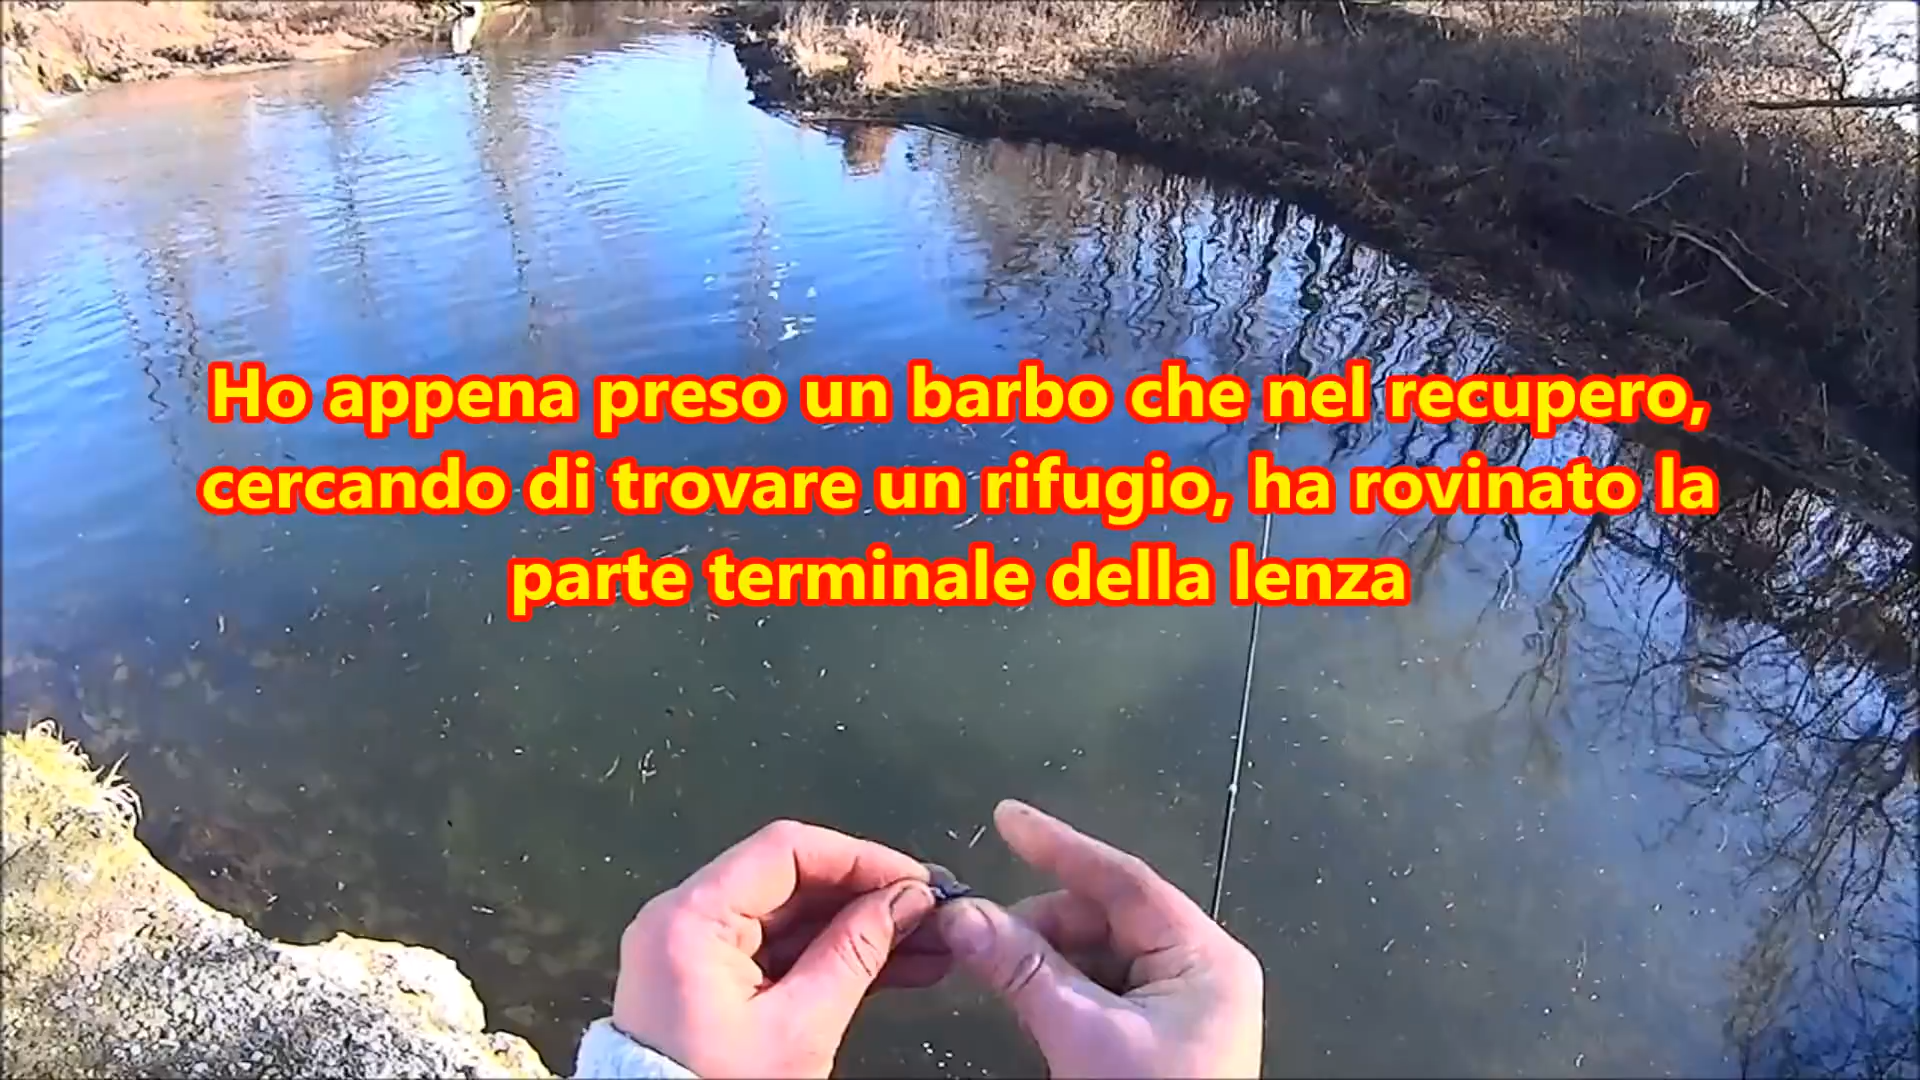 Ho appena preso un barbo che nel recupero,
cercando di trovare un rifugio, ha rovinato la
parte terminale della lenza